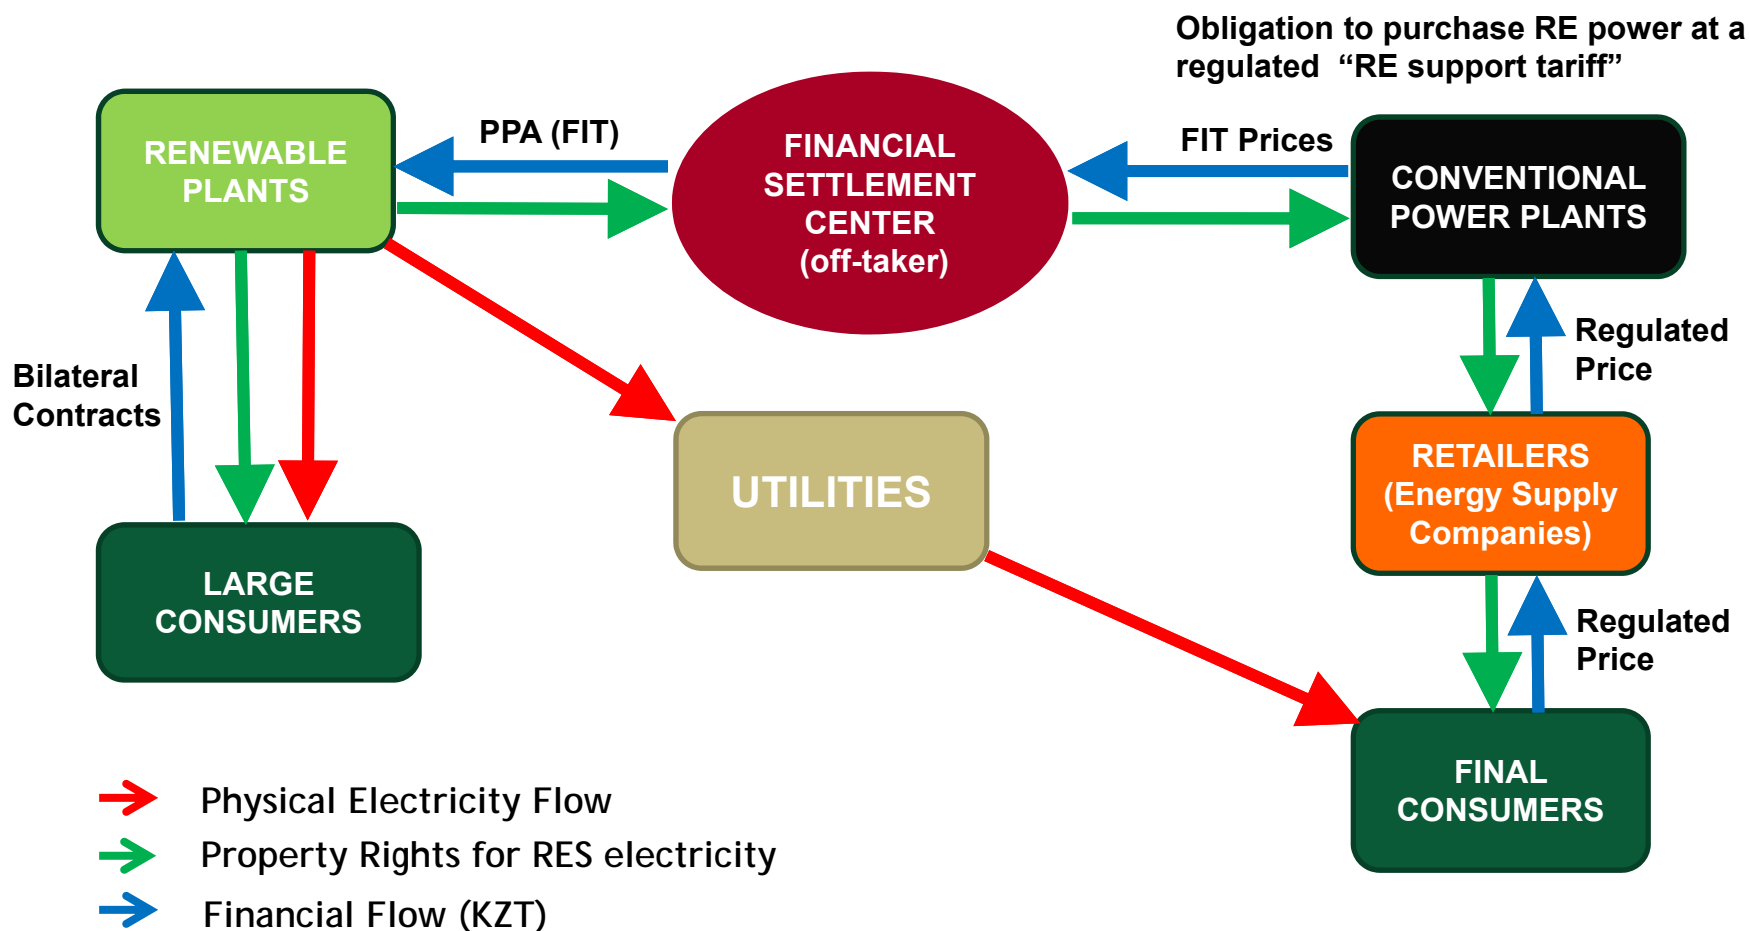 Obligation to purchase RE power at a
regulated “RE support tariff”
RENEWABLE
PLANTS
PPA (FIT)
FINANCIAL
SETTLEMENT
CENTER
(off-taker)
FIT Prices
CONVENTIONAL
POWER PLANTS
Bilateral
Contracts
Regulated
Price
UTILITIES
RETAILERS
(Energy Supply
Companies)
LARGE
CONSUMERS
Regulated
Price
FINAL
CONSUMERS
Physical Electricity Flow
Property Rights for RES electricity
Financial Flow (KZT)